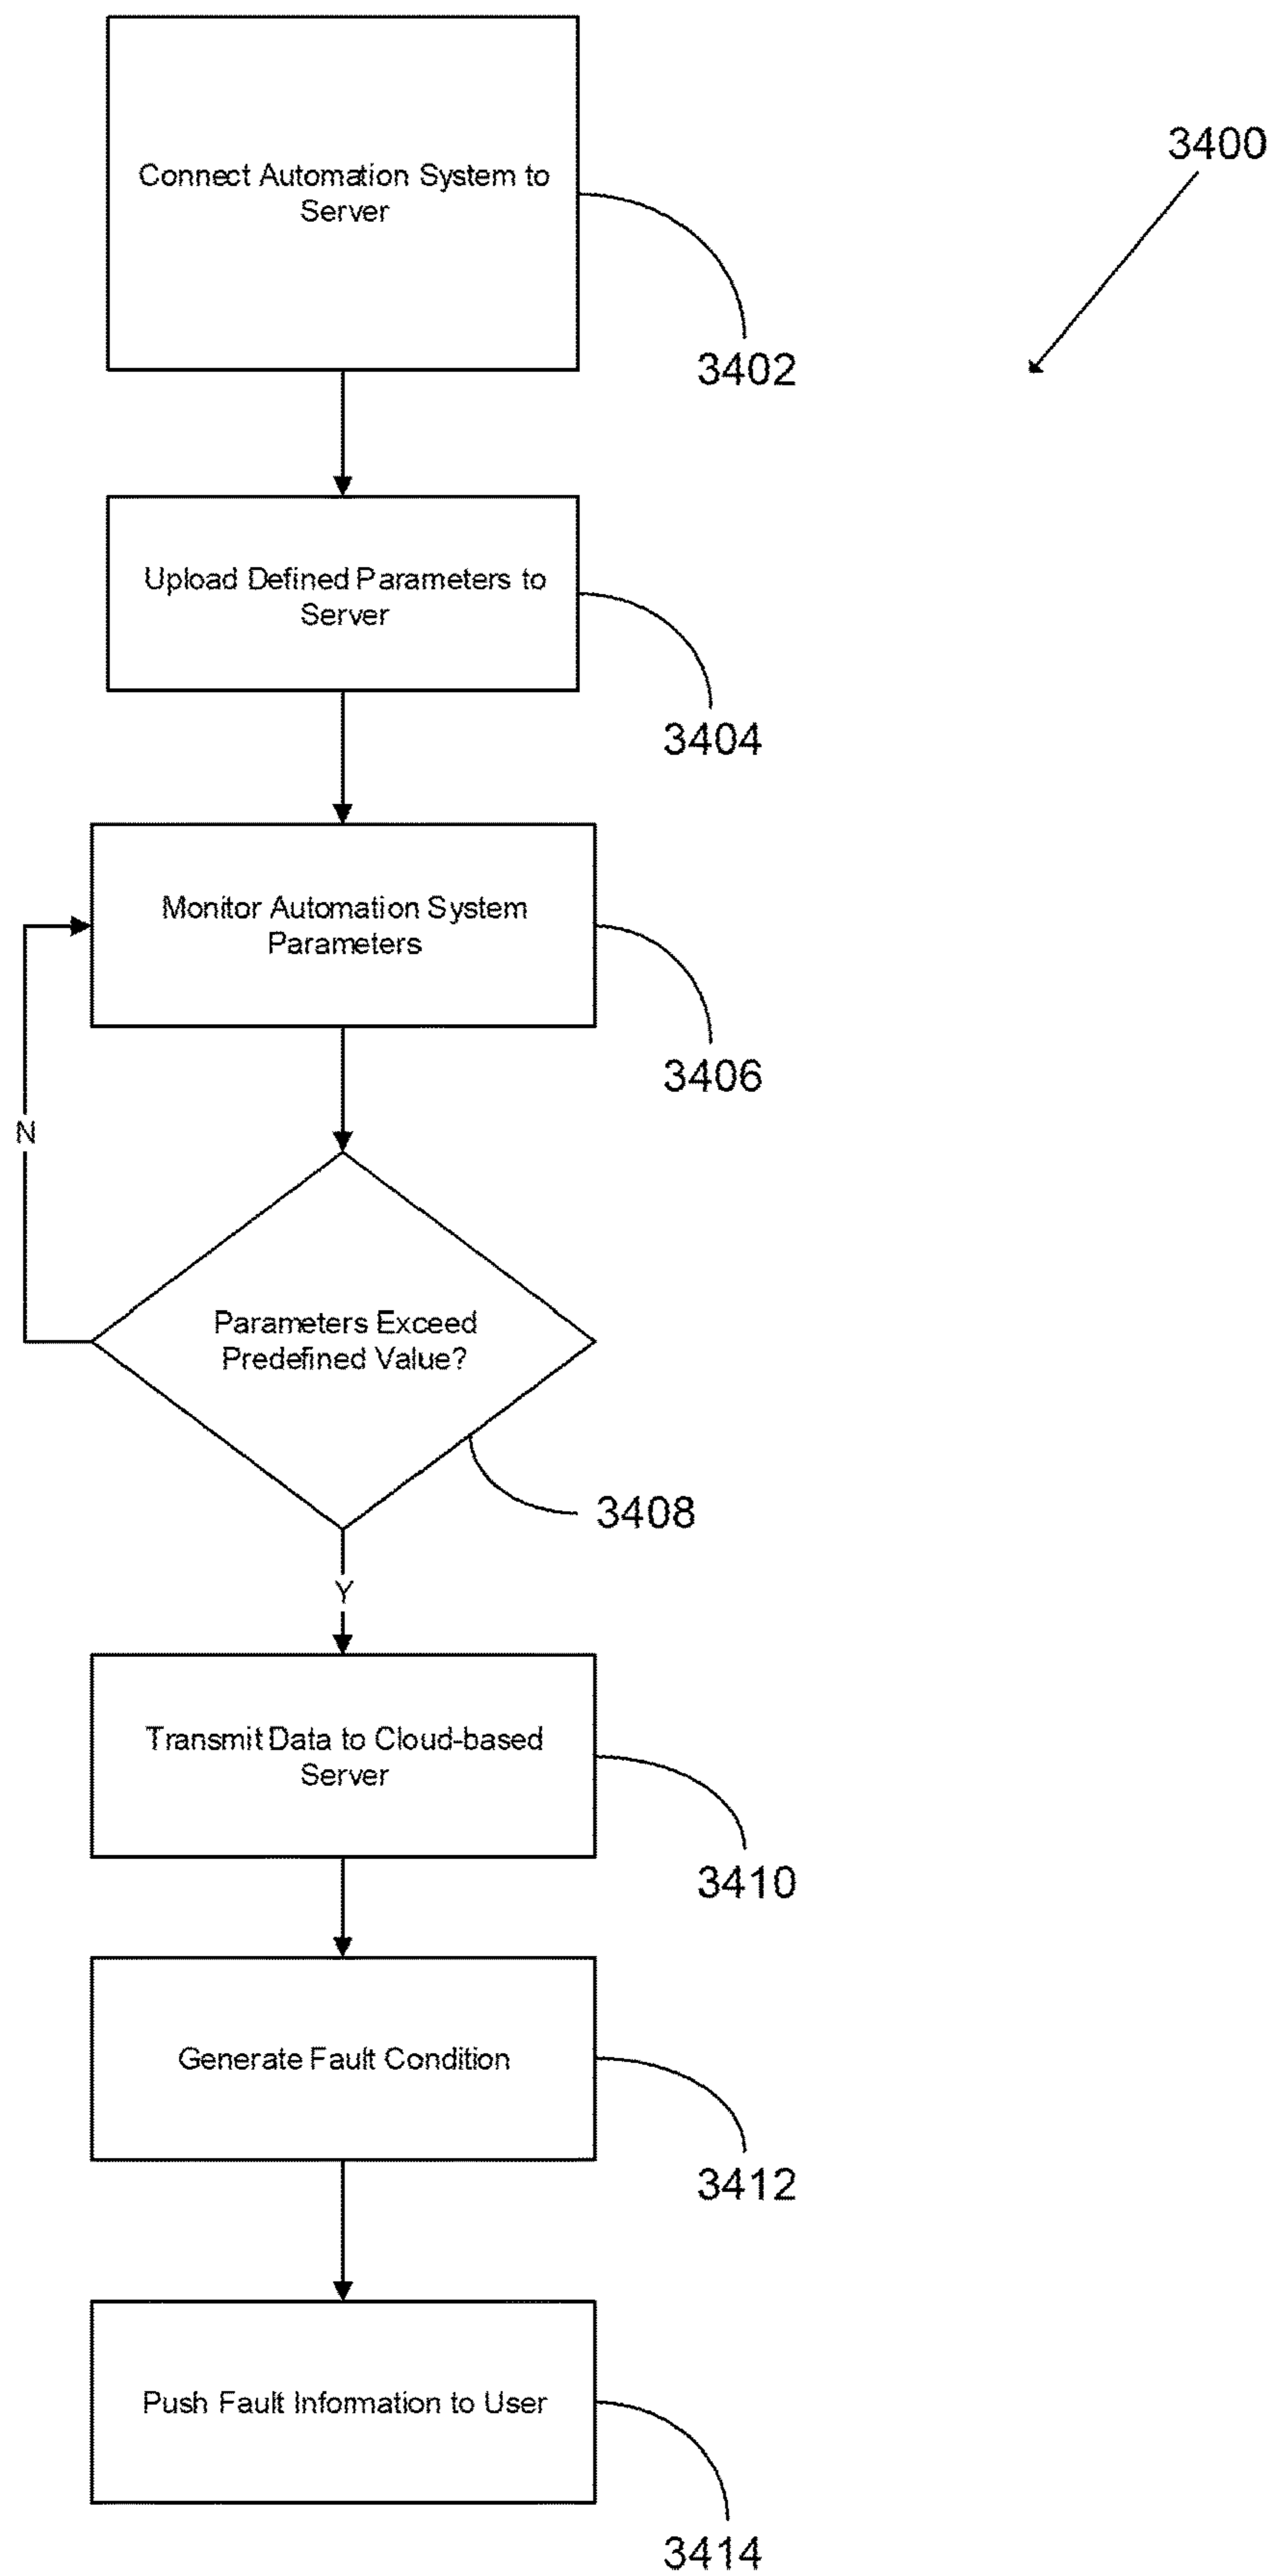 3400
Connect Automation System to
Server
3402
Upload Defined Parameters to
Server
3404
Monitor Automation System
Parameters
3406
N
Parameters Exceed
Predefined Value?
3408
Y
Transmit Data to Cloud-based
Server
3410
Generate Fault Condition
3412
Push Fault Information to User
3414